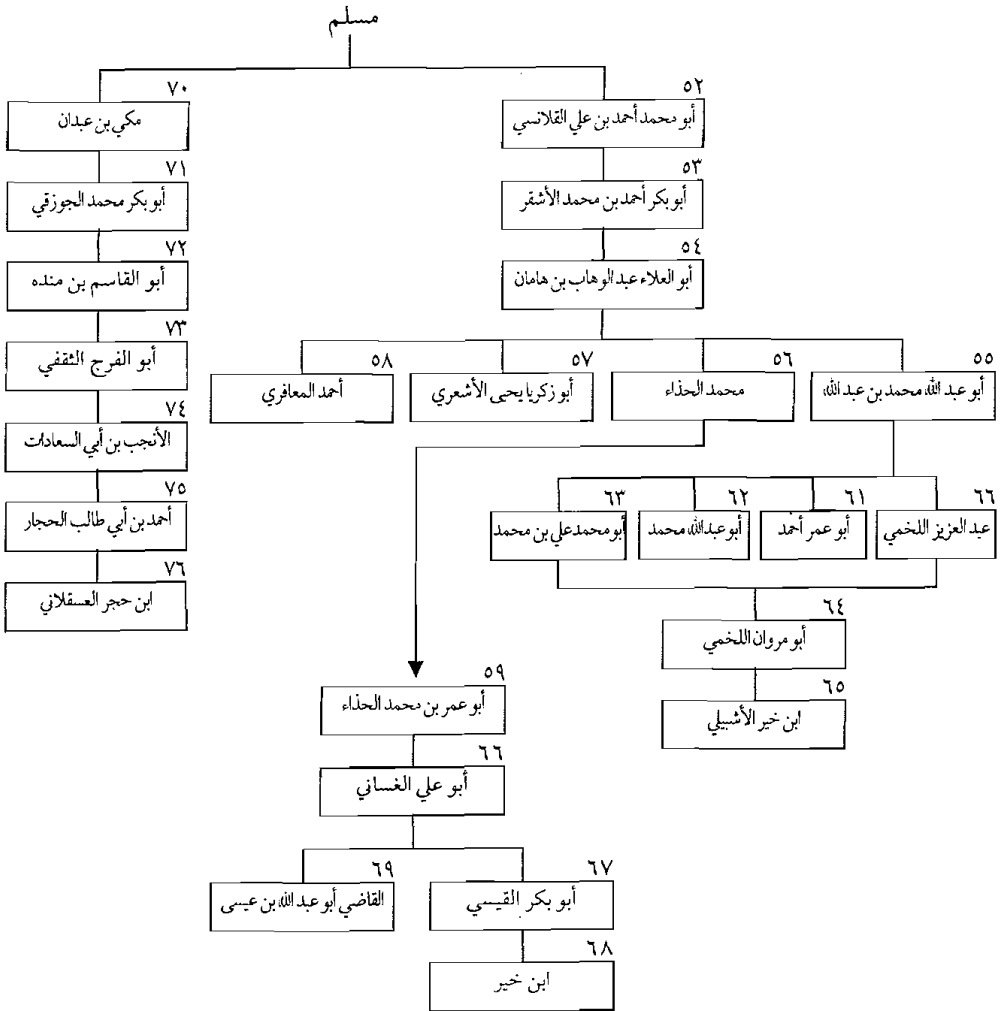 مسلم
٥٢
أبو محمد أحمد بن علي القلانسي
٥٣
أبو بكر أحمد بن محمد الأشقر
٥٤
أبو العلاء عبد الوهاب بن هامان
٥٥
أبو عبد الله محمد بن عبد الله
٥٦
محمد الحذاء
٥٧
أبو زكريا يحيى الأشعري
٥٨
أحمد المعافري
٦٦
عبد العزيز اللخمي
٦١
أبو عمر أحمد
٦٢
أبو عبد الله محمد
٦٣
أبو محمد علي بن محمد
٦٤
أبو مروان اللخمي
٦٥
ابن خير الأشبيلي
٥٩
أبو عمر بن محمد الحذاء
٦٦
أبو علي الغساني
٦٧
أبو بكر القيسي
٦٨
ابن خير
٦٩
القاضي أبو عبد الله بن عيسى
٧٠
مكي بن عبدان
٧١
أبو بكر محمد الجوزقي
٧٢
أبو القاسم بن منده
٧٣
أبو الفرج الثقفي
٧٤
الأنجب بن أبي السعادات
٧٥
أحمد بن أبي طالب الحجار
٧٦
ابن حجر العسقلاني